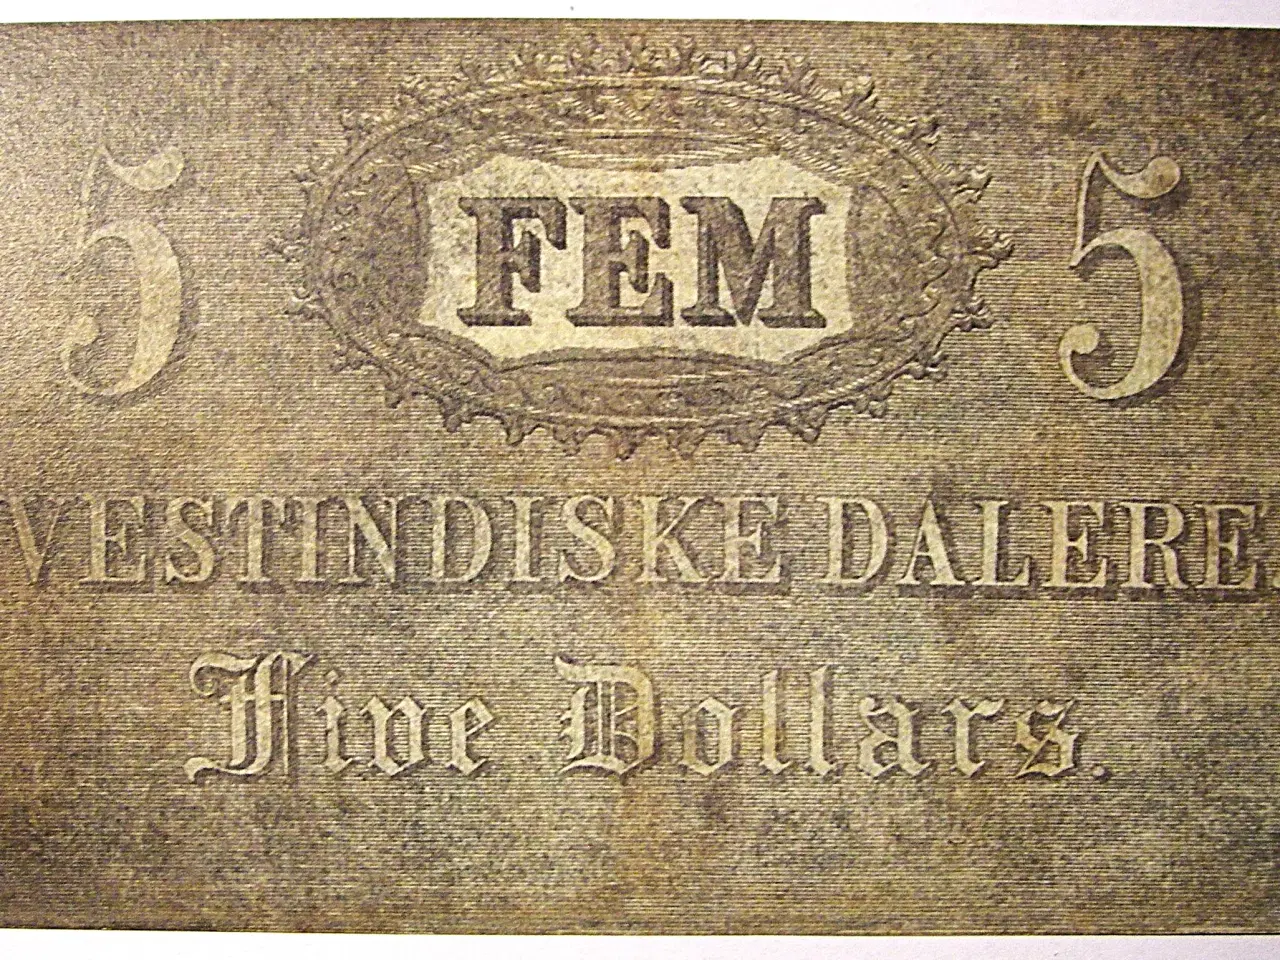 5 FEM 5
VESTINDISKE DALERE.
Five Dollars.